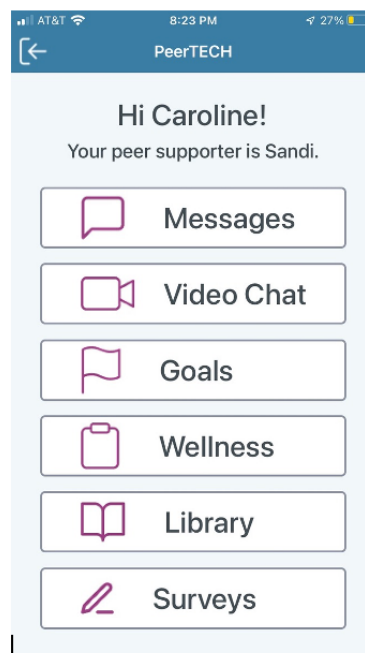 AT&T 8:23 PM 27%
PeerTECH
Hi Caroline!
Your peer supporter is Sandi.
Messages
Video Chat
Goals
Wellness
Library
Surveys